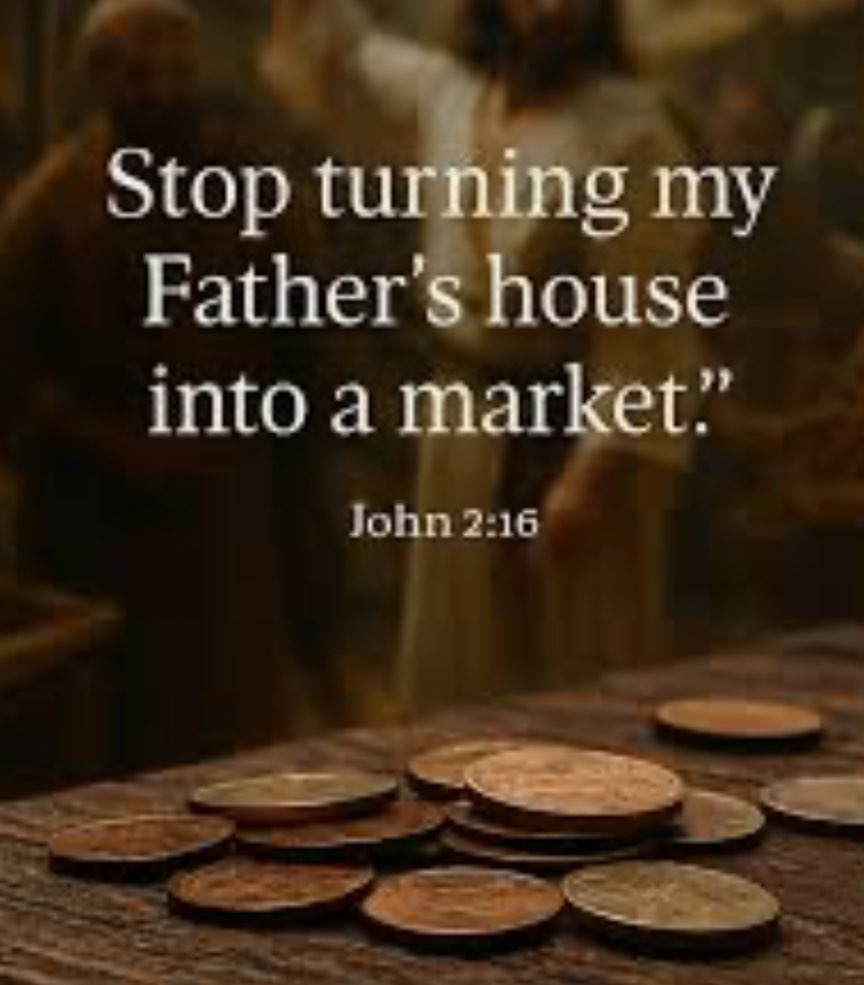 Stop turning my
Father’s house
into a market.”
John 2:16